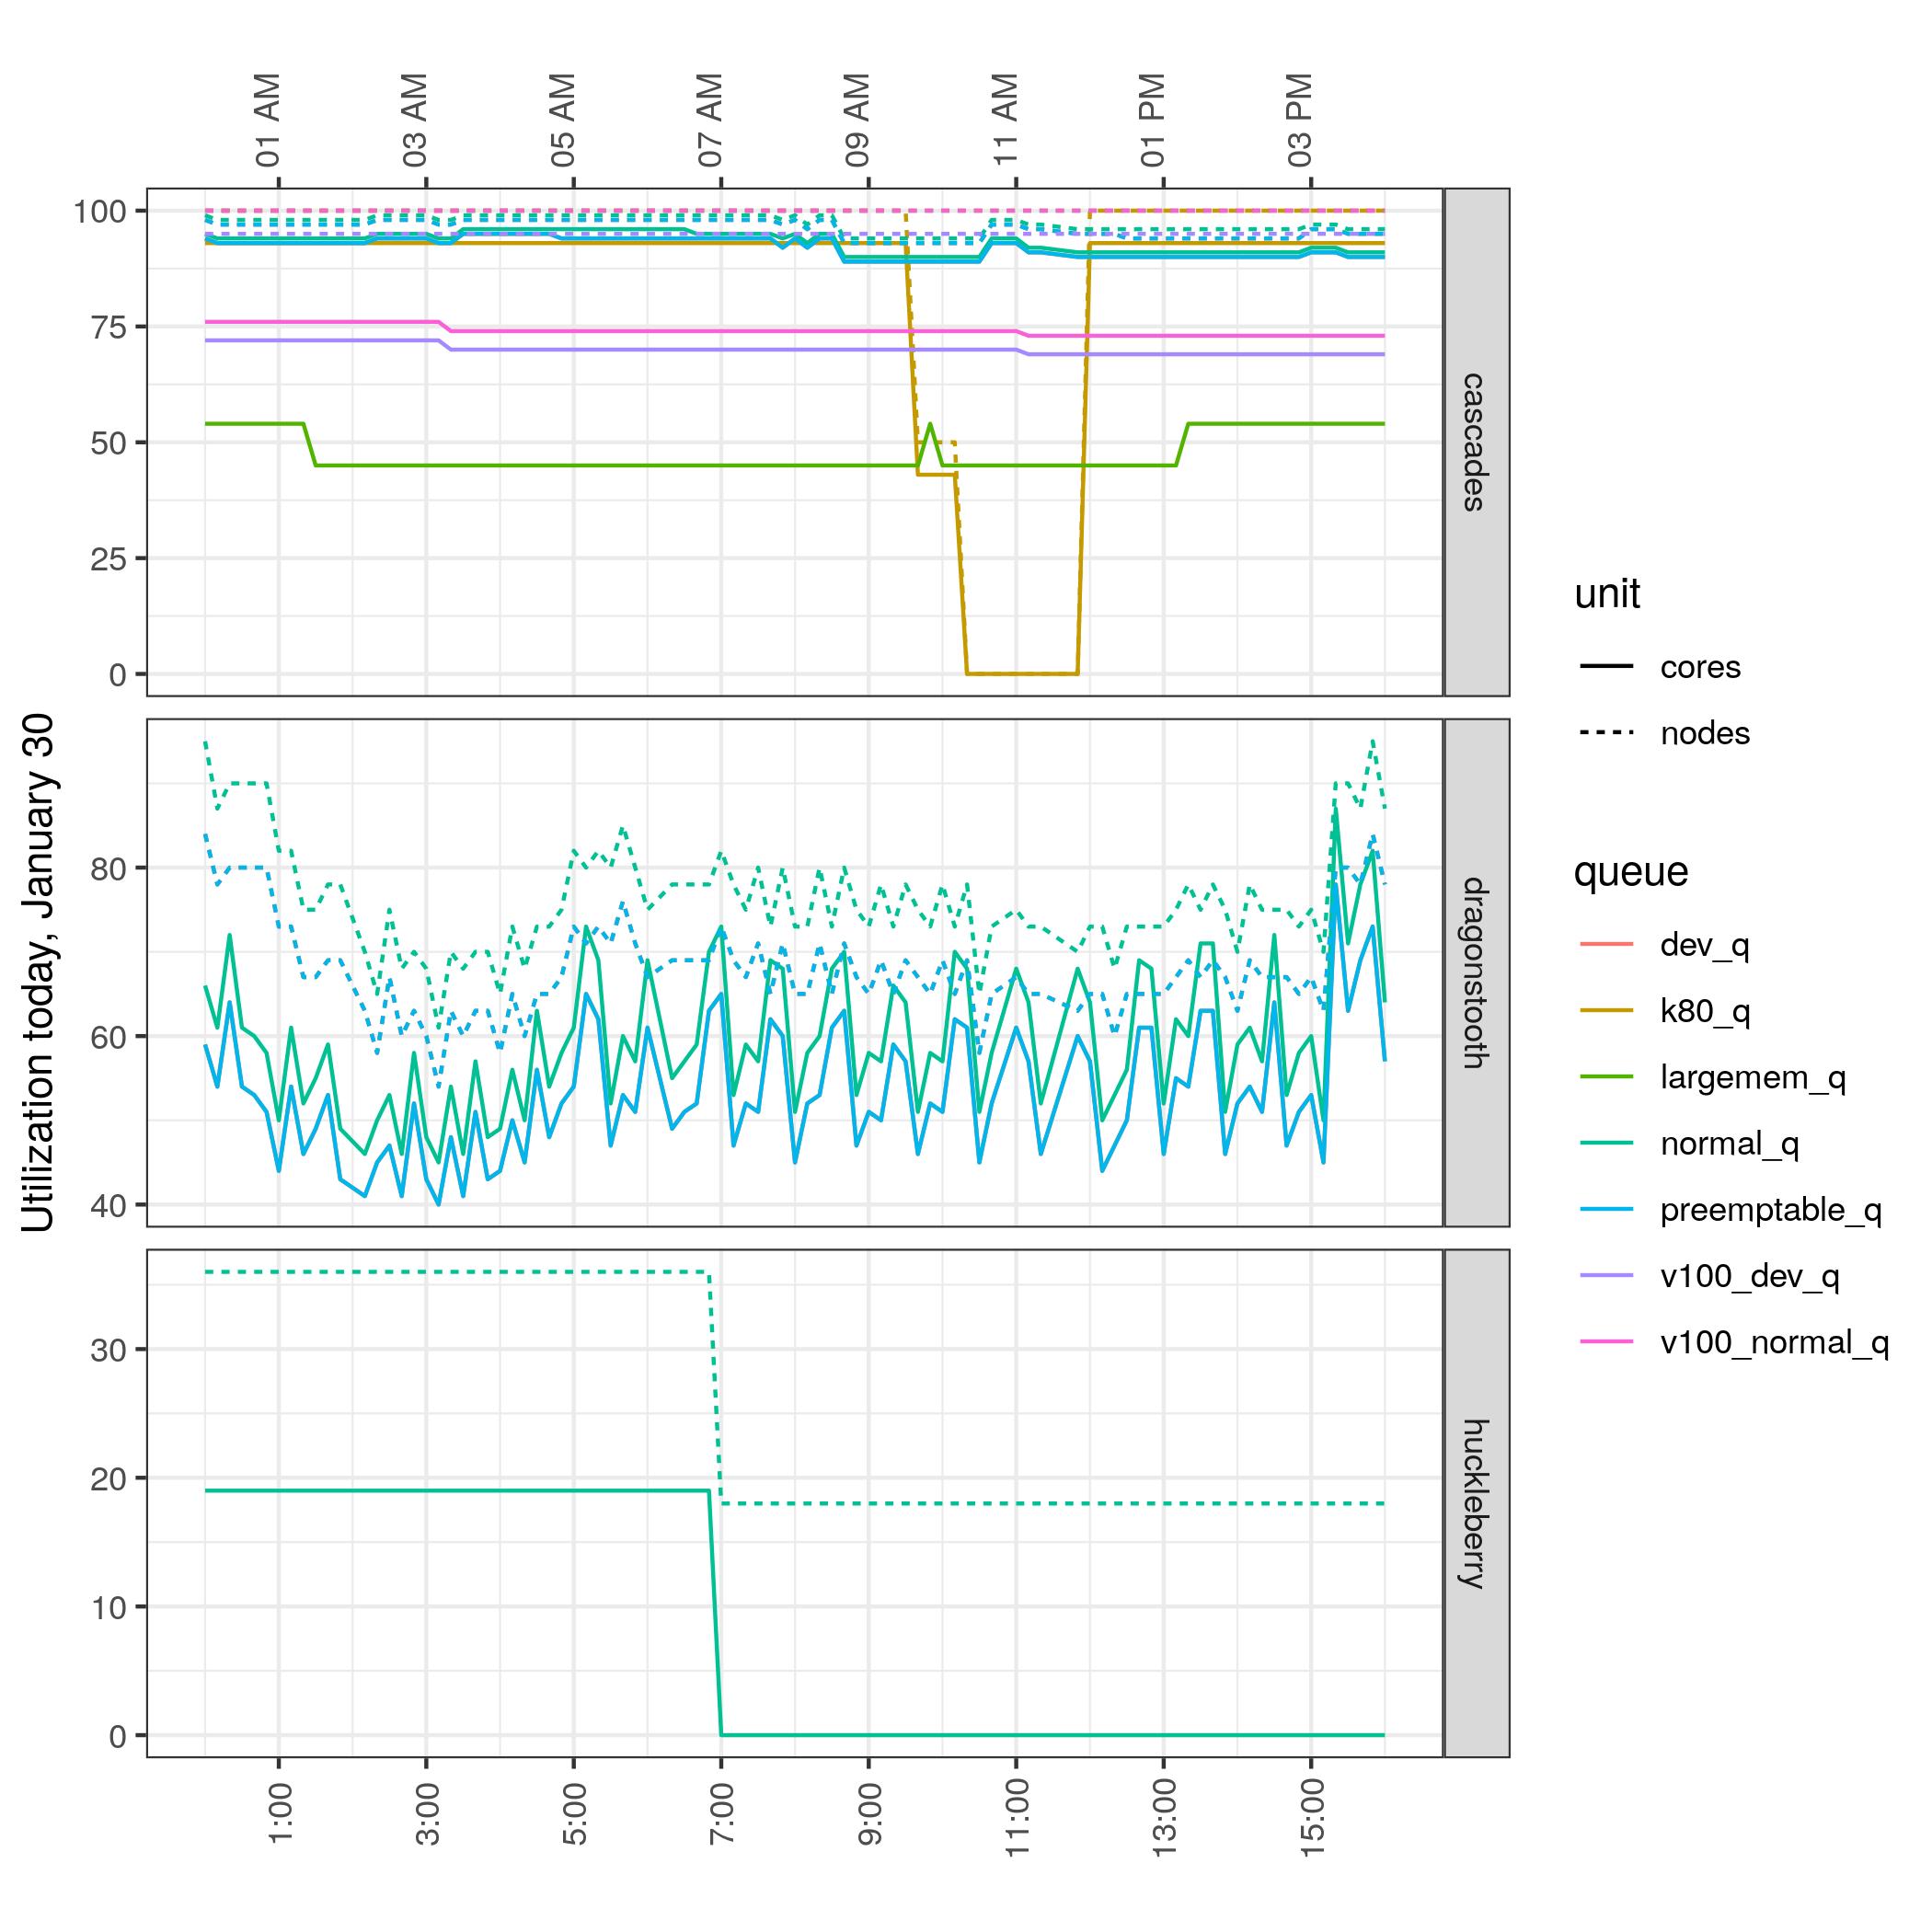 01 AM
03 AM
05 AM
07 AM
09 AM
11 AM
01 PM
03 PM
Utilization today, January 30
100
75
50
25
0
cascades
80
60
40
dragonstooth
30
20
10
0
huckleberry
1:00
3:00
5:00
7:00
9:00
11:00
13:00
15:00
unit
cores
nodes
queue
dev_q
k80_q
largemem_q
normal_q
preemptable_q
v100_dev_q
v100_normal_q